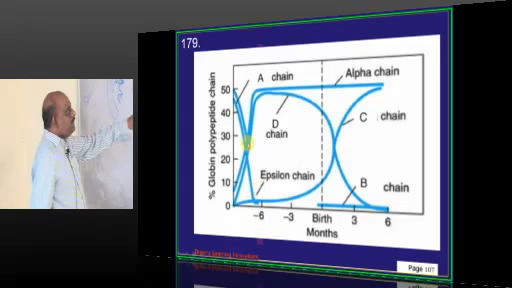 179.
% Globin polypeptide chain
50
40
30
20
10
0
A chain
Alpha chain
D chain
C chain
Epsilon chain
B chain
-6
-3
Birth
3
6
Months
Page 107